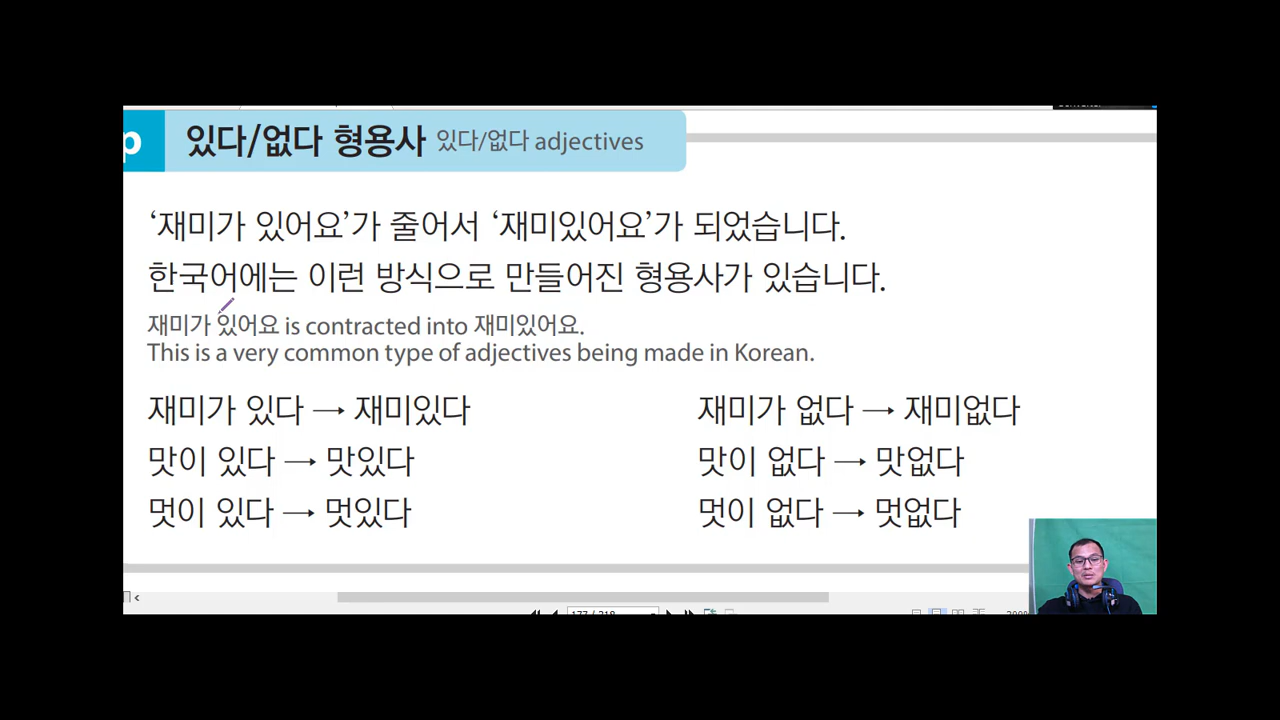 p 있다/없다 형용사 있다/없다 adjectives
‘재미가 있어요’가 줄어서 ‘재미있어요’가 되었습니다.
한국어에는 이런 방식으로 만들어진 형용사가 있습니다.
재미가 있어요 is contracted into 재미있어요.
This is a very common type of adjectives being made in Korean.
재미가 있다 → 재미있다 재미가 없다 → 재미없다
맛이 있다 → 맛있다 맛이 없다 → 맛없다
멋이 있다 → 멋있다 멋이 없다 → 멋없다
177 / 218